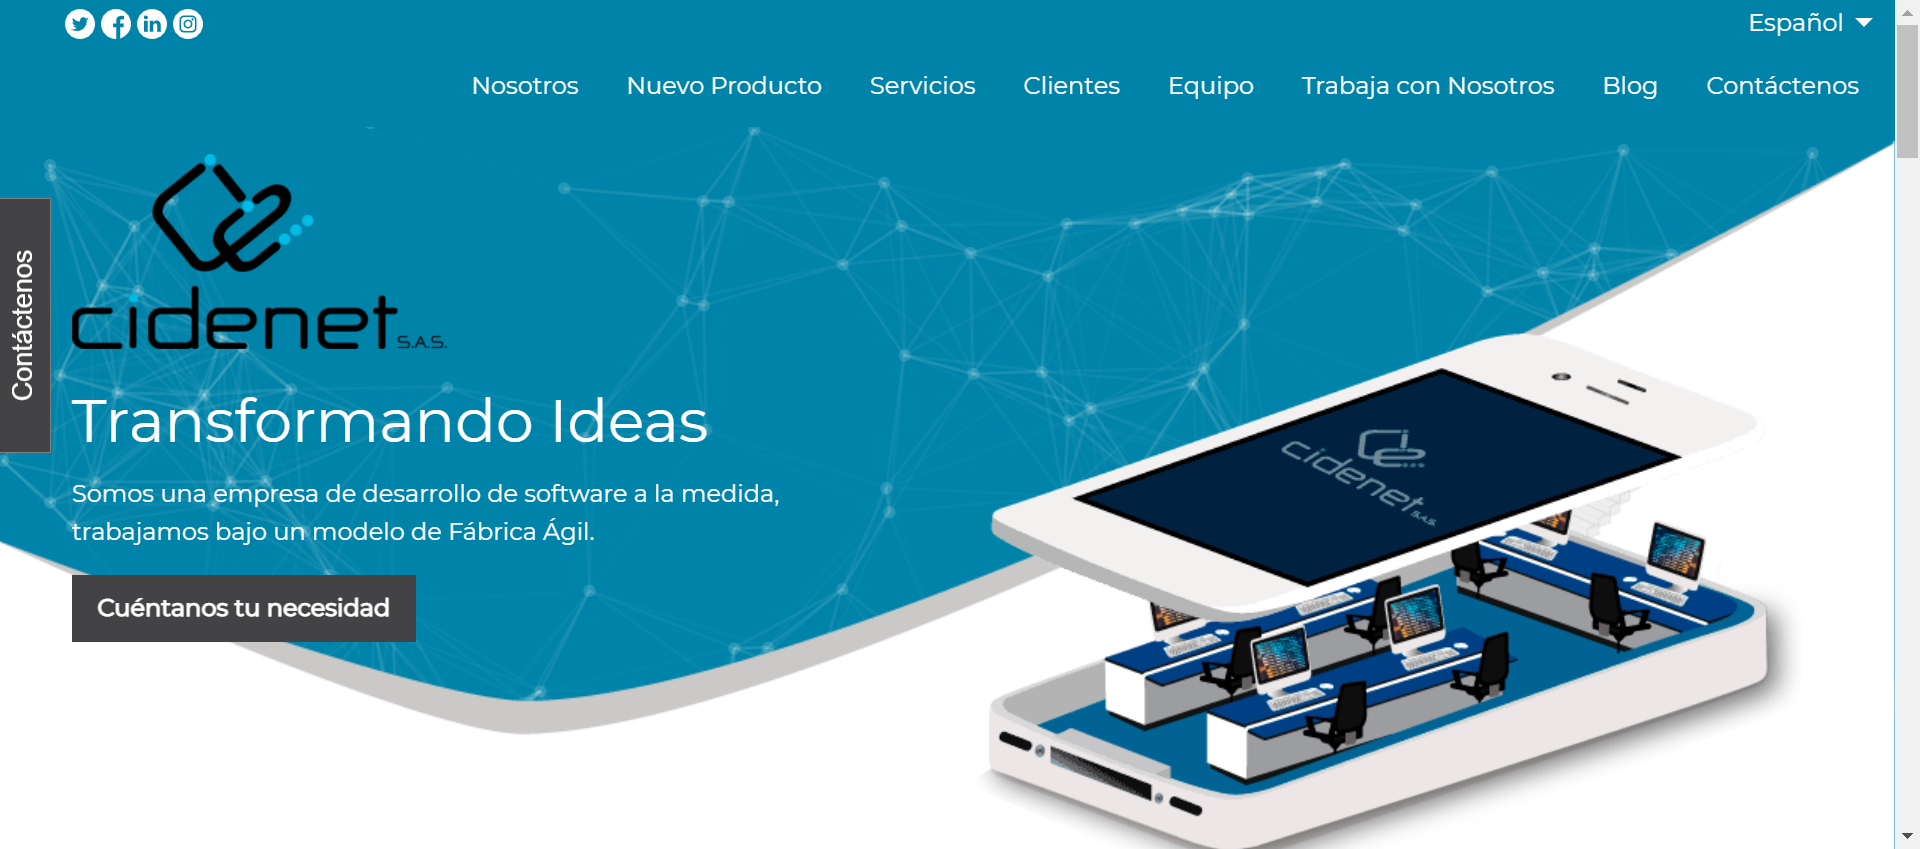 Español
Nosotros Nuevo Producto Servicios Clientes Equipo Trabaja con Nosotros Blog Contáctenos
cidenet S.A.S.
Contáctenos
Transformando Ideas
Somos una empresa de desarrollo de software a la medida,
trabajamos bajo un modelo de Fábrica Ágil.
Cuéntanos tu necesidad
cidenet S.A.S.